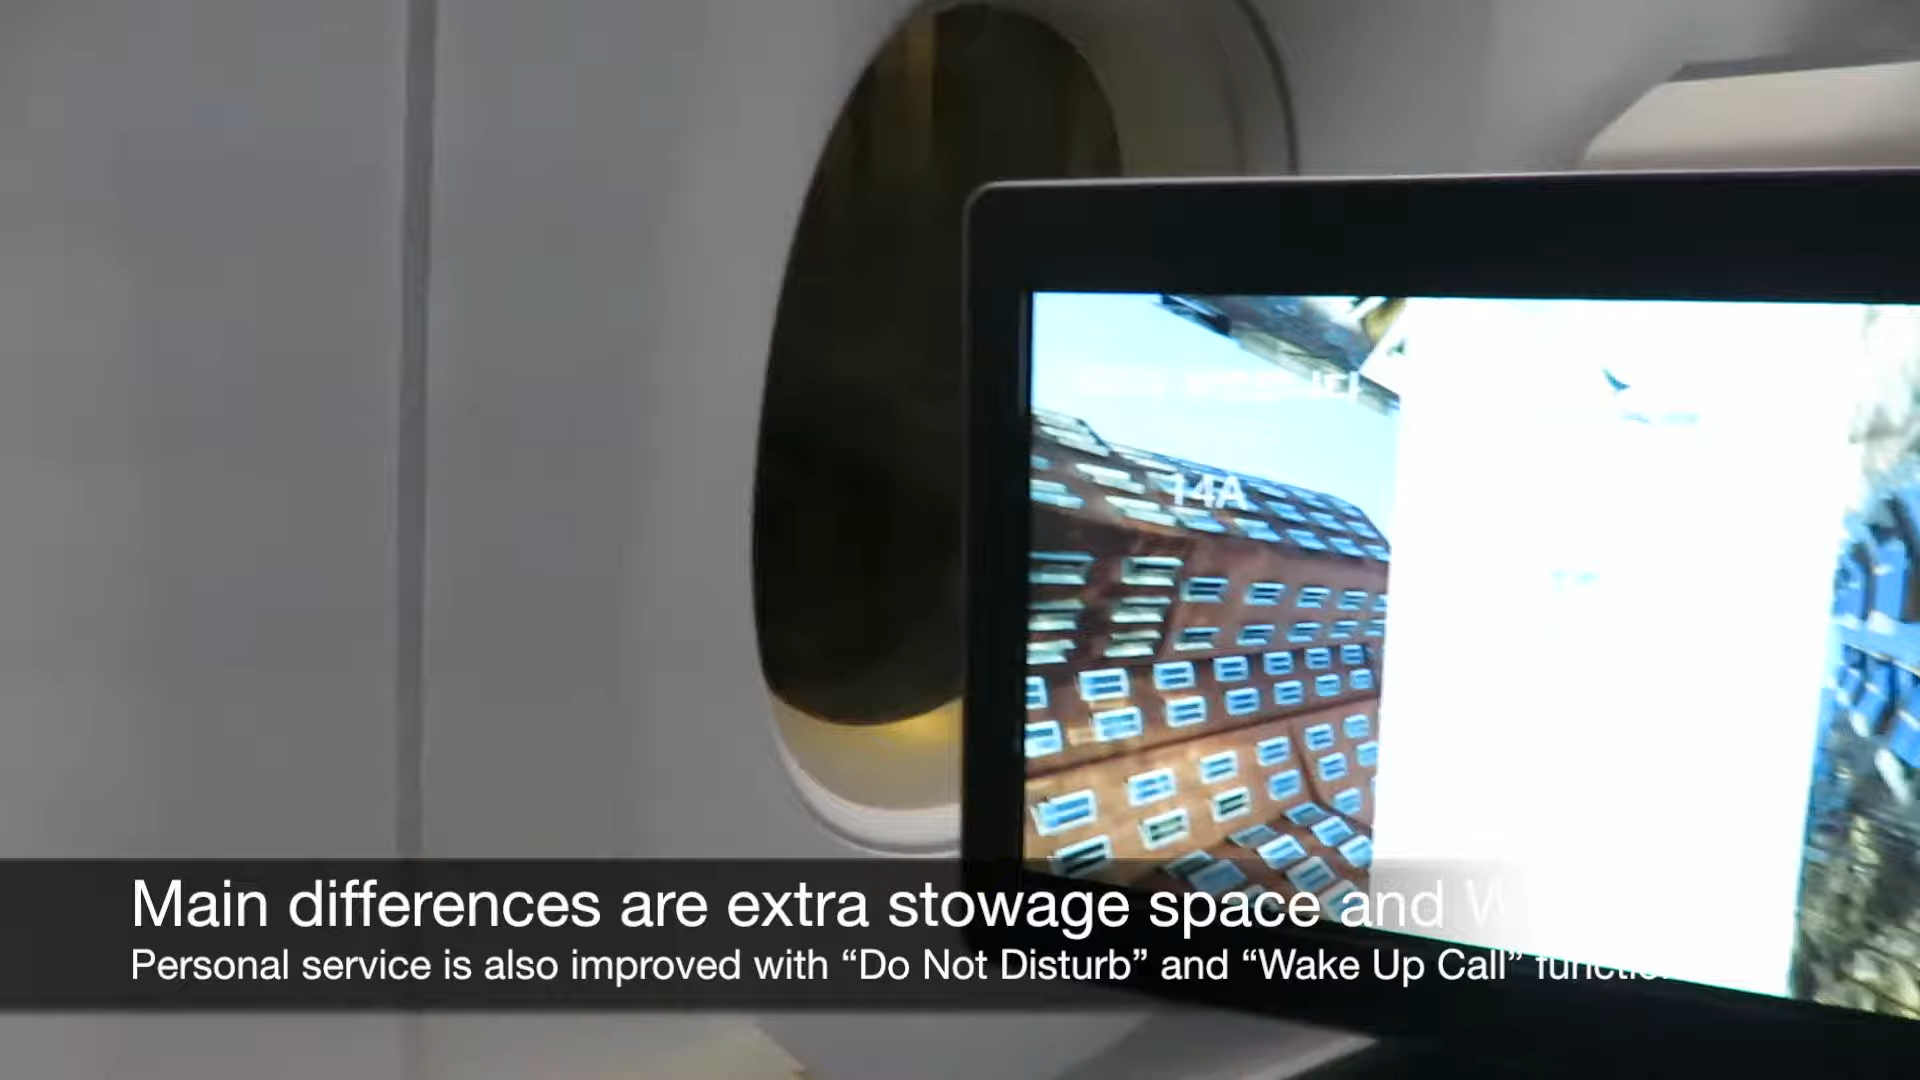 14A
Main differences are extra stowage space and
Personal service is also improved with “Do Not Disturb” and “Wake Up Call”